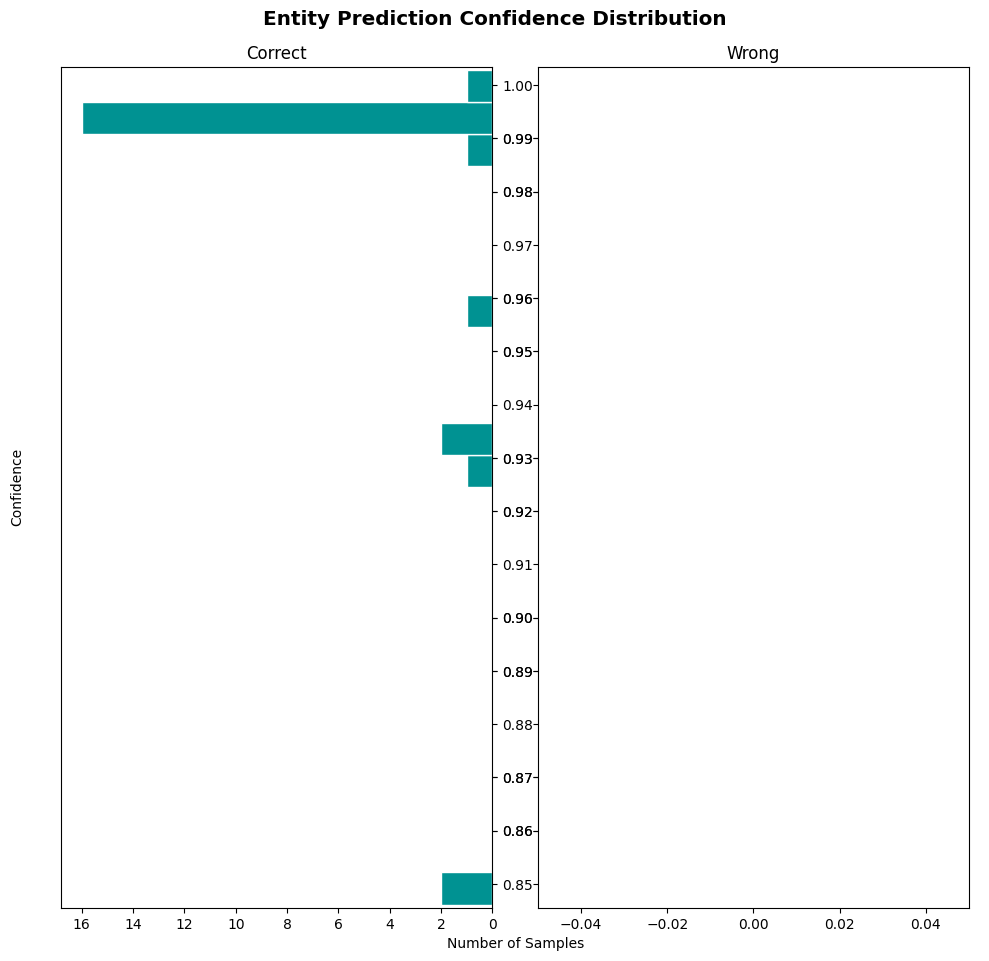 Entity Prediction Confidence Distribution
Correct
Wrong
1.00
0.99
0.98
0.97
0.96
0.95
0.94
0.93
0.92
0.91
0.90
0.89
0.88
0.87
0.86
0.85
Confidence
16 14 12 10 8 6 4 2 0
−0.04 −0.02 0.00 0.02 0.04
Number of Samples